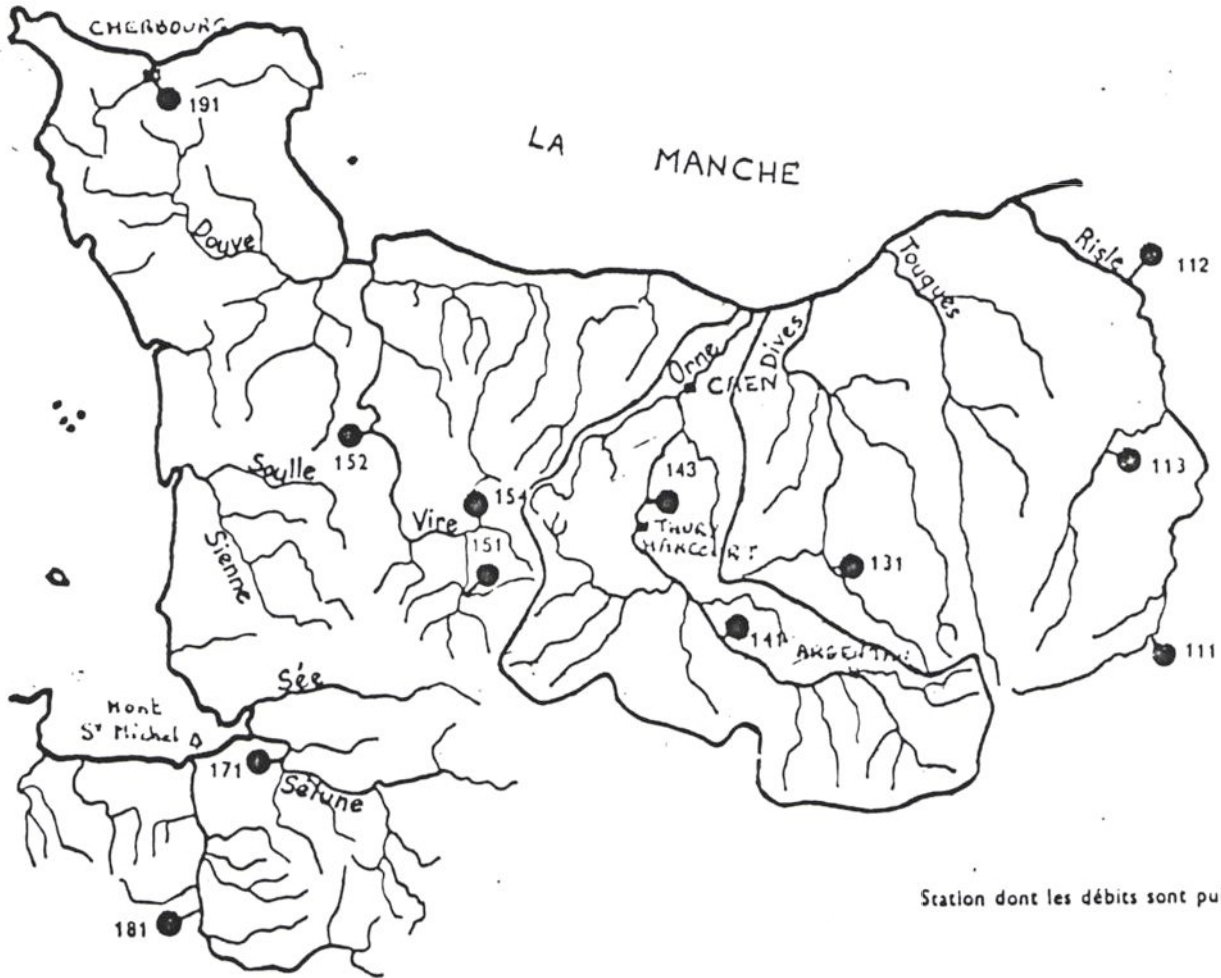 CHERBOURG
191
LA MANCHE
Douve
Touques
Risle
112
Orne
Dives
CAEN
152
Soulle
154
143
113
Vire
THURY
HARCOURT
151
131
Sienne
141
ARGENTAN
111
Sée
Mont
St Michel
171
Sélune
181
Station dont les débits sont pu